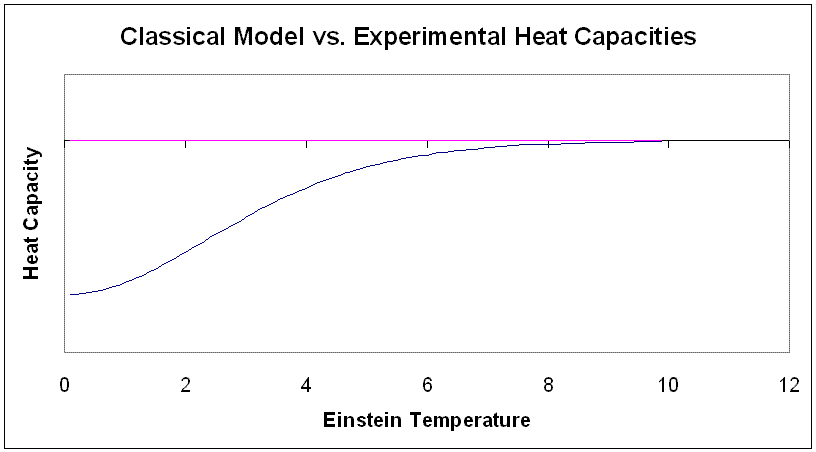 Classical Model vs. Experimental Heat Capacities
Heat Capacity
0 2 4 6 8 10 12
Einstein Temperature